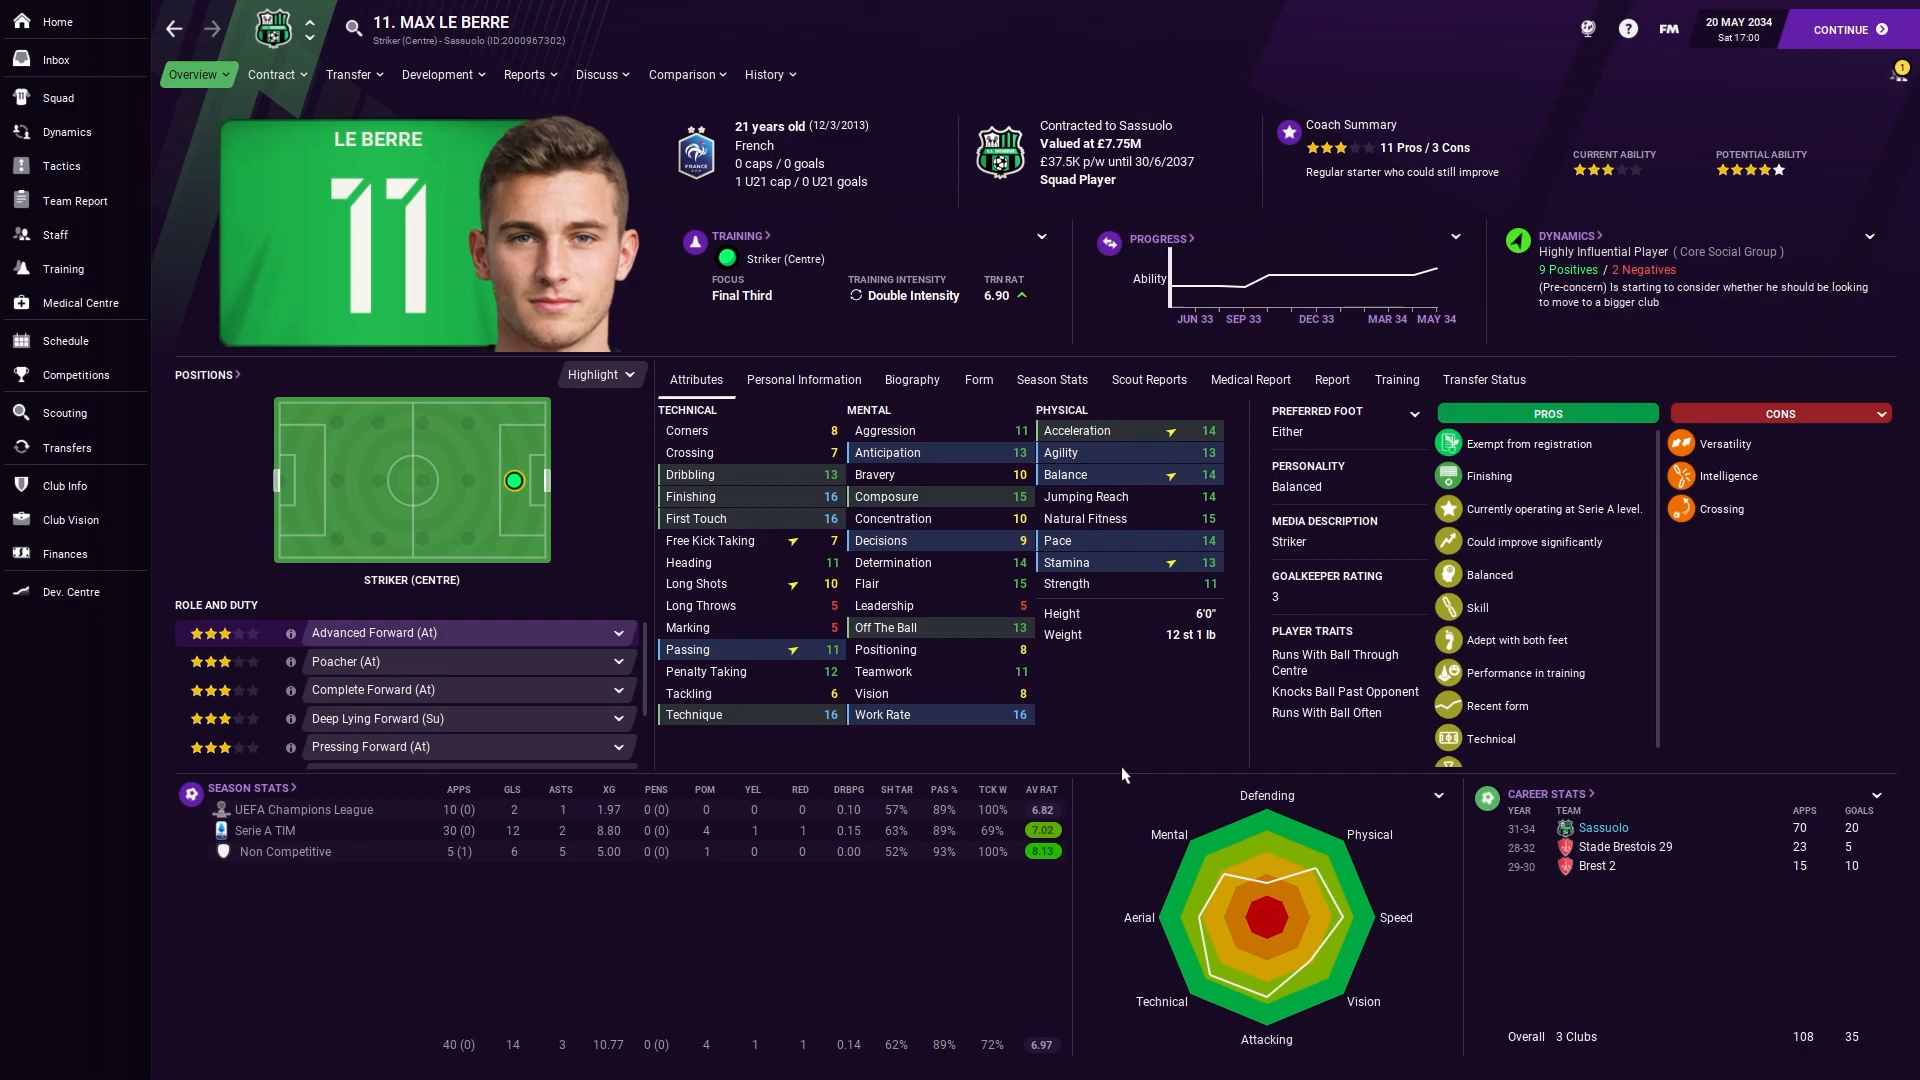 Home
Inbox
Squad
Dynamics
Tactics
Team Report
Staff
Training
Medical Centre
Schedule
Competitions
Scouting
Transfers
Club Info
Club Vision
Finances
Dev. Centre
11. MAX LE BERRE
Striker (Centre) - Sassuolo (ID:2000967302)
FM
20 MAY 2034
Sat 17:00
CONTINUE
Overview Contract Transfer Development Reports Discuss Comparison History
1
LE BERRE
11
FRANCE
21 years old (12/3/2013)
French
0 caps / 0 goals
1 U21 cap / 0 U21 goals
Contracted to Sassuolo
Valued at £7.75M
£37.5K p/w until 30/6/2037
Squad Player
Coach Summary
11 Pros / 3 Cons
Regular starter who could still improve
CURRENT ABILITY
POTENTIAL ABILITY
TRAINING
Striker (Centre)
FOCUS TRAINING INTENSITY TRN RAT
Final Third Double Intensity 6.90
PROGRESS
Ability
JUN 33 SEP 33 DEC 33 MAR 34 MAY 34
DYNAMICS
Highly Influential Player ( Core Social Group )
9 Positives / 2 Negatives
(Pre-concern) Is starting to consider whether he should be looking
to move to a bigger club
POSITIONS
Highlight
STRIKER (CENTRE)
ROLE AND DUTY
Advanced Forward (At)
Poacher (At)
Complete Forward (At)
Deep Lying Forward (Su)
Pressing Forward (At)
Attributes Personal Information Biography Form Season Stats Scout Reports Medical Report Report Training Transfer Status
TECHNICAL
Corners 8
Crossing 7
Dribbling 13
Finishing 16
First Touch 16
Free Kick Taking 7
Heading 11
Long Shots 10
Long Throws 5
Marking 5
Passing 11
Penalty Taking 12
Tackling 6
Technique 16
MENTAL
Aggression 11
Anticipation 13
Bravery 10
Composure 15
Concentration 10
Decisions 9
Determination 14
Flair 15
Leadership 5
Off The Ball 13
Positioning 8
Teamwork 11
Vision 8
Work Rate 16
PHYSICAL
Acceleration 14
Agility 13
Balance 14
Jumping Reach 14
Natural Fitness 15
Pace 14
Stamina 13
Strength 11
Height 6'0"
Weight 12 st 1 lb
PREFERRED FOOT
Either
PERSONALITY
Balanced
MEDIA DESCRIPTION
Striker
GOALKEEPER RATING
3
PLAYER TRAITS
Runs With Ball Through
Centre
Knocks Ball Past Opponent
Runs With Ball Often
PROS
Exempt from registration
Finishing
Currently operating at Serie A level.
Could improve significantly
Balanced
Skill
Adept with both feet
Performance in training
Recent form
Technical
CONS
Versatility
Intelligence
Crossing
SEASON STATS APPS GLS ASTS XG PENS POM YEL RED DRBPG SH TAR PAS % TCK W AV RAT
UEFA Champions League 10 (0) 2 1 1.97 0 (0) 0 0 0 0.10 57% 89% 100% 6.82
Serie A TIM 30 (0) 12 2 8.80 0 (0) 4 1 1 0.15 63% 89% 69% 7.02
Non Competitive 5 (1) 6 5 5.00 0 (0) 1 0 0 0.00 52% 93% 100% 8.13
40 (0) 14 3 10.77 0 (0) 4 1 1 0.14 62% 89% 72% 6.97
Defending
Mental Physical
Aerial Speed
Technical Vision
Attacking
CAREER STATS
YEAR TEAM APPS GOALS
31-34 Sassuolo 70 20
28-32 Stade Brestois 29 23 5
29-30 Brest 2 15 10
Overall 3 Clubs 108 35